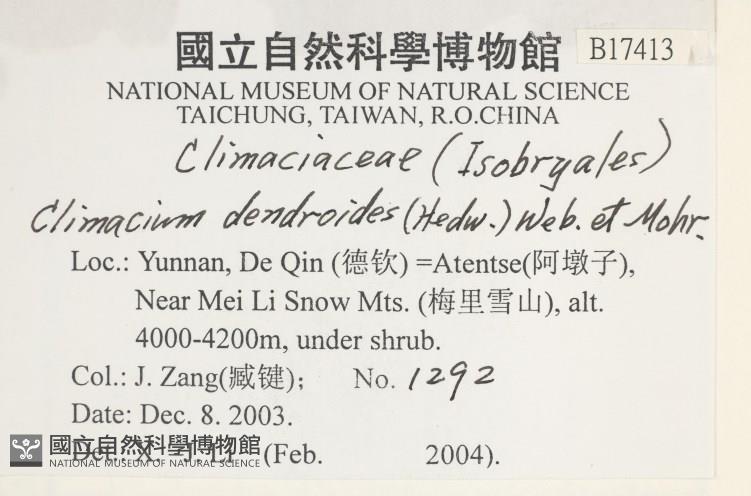 國立自然科學博物館 B17413
NATIONAL MUSEUM OF NATURAL SCIENCE
TAICHUNG, TAIWAN, R.O.CHINA
Climaciaceae (Isobryales)
Climacium dendroides (Hedw.) Web. et Mohr.
Loc.: Yunnan, De Qin (德钦) =Atentse(阿墩子),
Near Mei Li Snow Mts. (梅里雪山), alt.
4000-4200m, under shrub.
Col.: J. Zang(臧键); No. 1292
Date: Dec. 8. 2003.
Det.: X. J. Li (Feb. 2004).
國立自然科學博物館
NATIONAL MUSEUM OF NATURAL SCIENCE